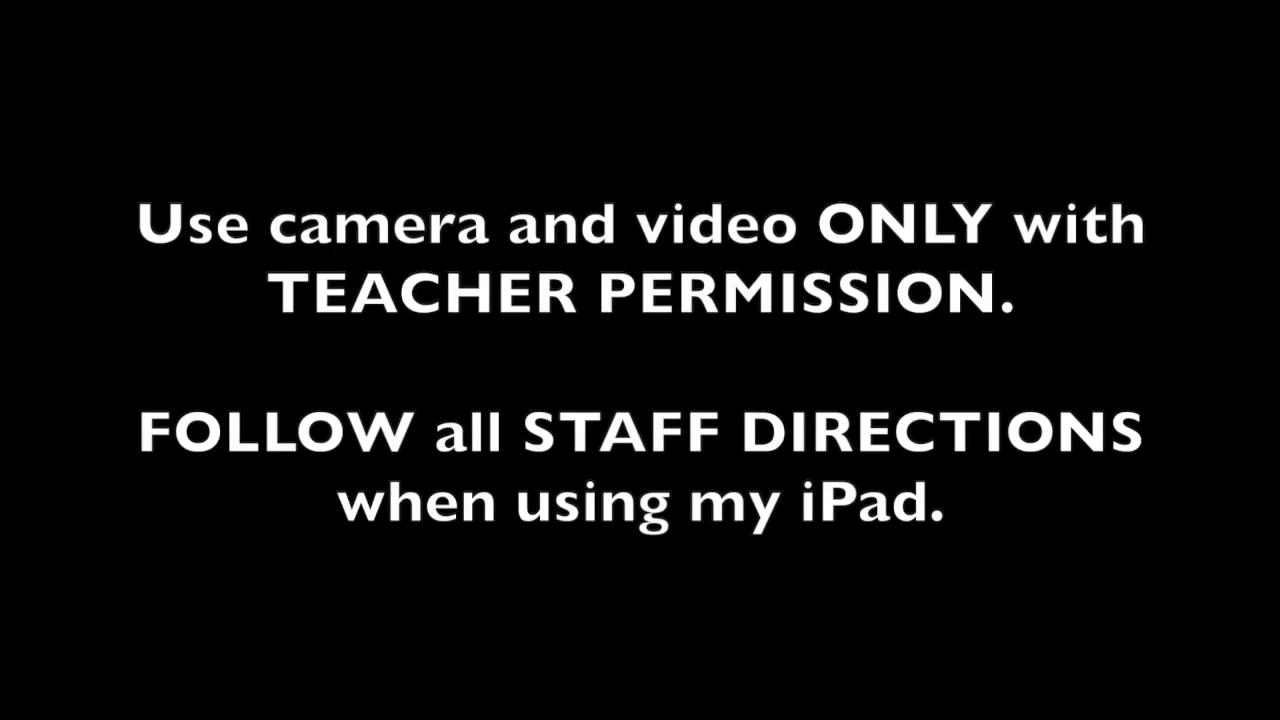 Use camera and video ONLY with
TEACHER PERMISSION.
FOLLOW all STAFF DIRECTIONS
when using my iPad.